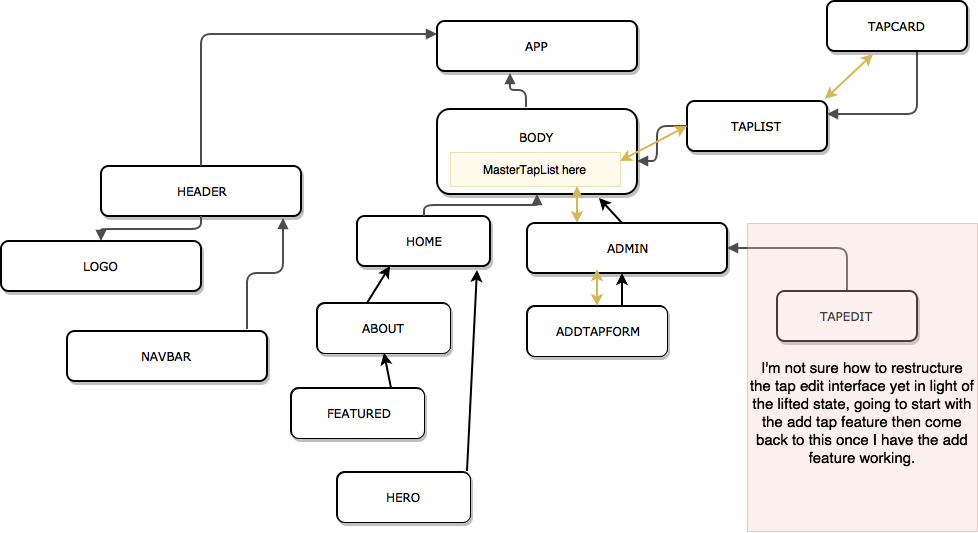 TAPCARD
APP
TAPLIST
BODY
MasterTapList here
HEADER
HOME
ADMIN
LOGO
TAPEDIT
ABOUT
ADDTAPFORM
NAVBAR
I'm not sure how to restructure
the tap edit interface yet in light of
the lifted state, going to start with
the add tap feature then come
back to this once I have the add
feature working.
FEATURED
HERO